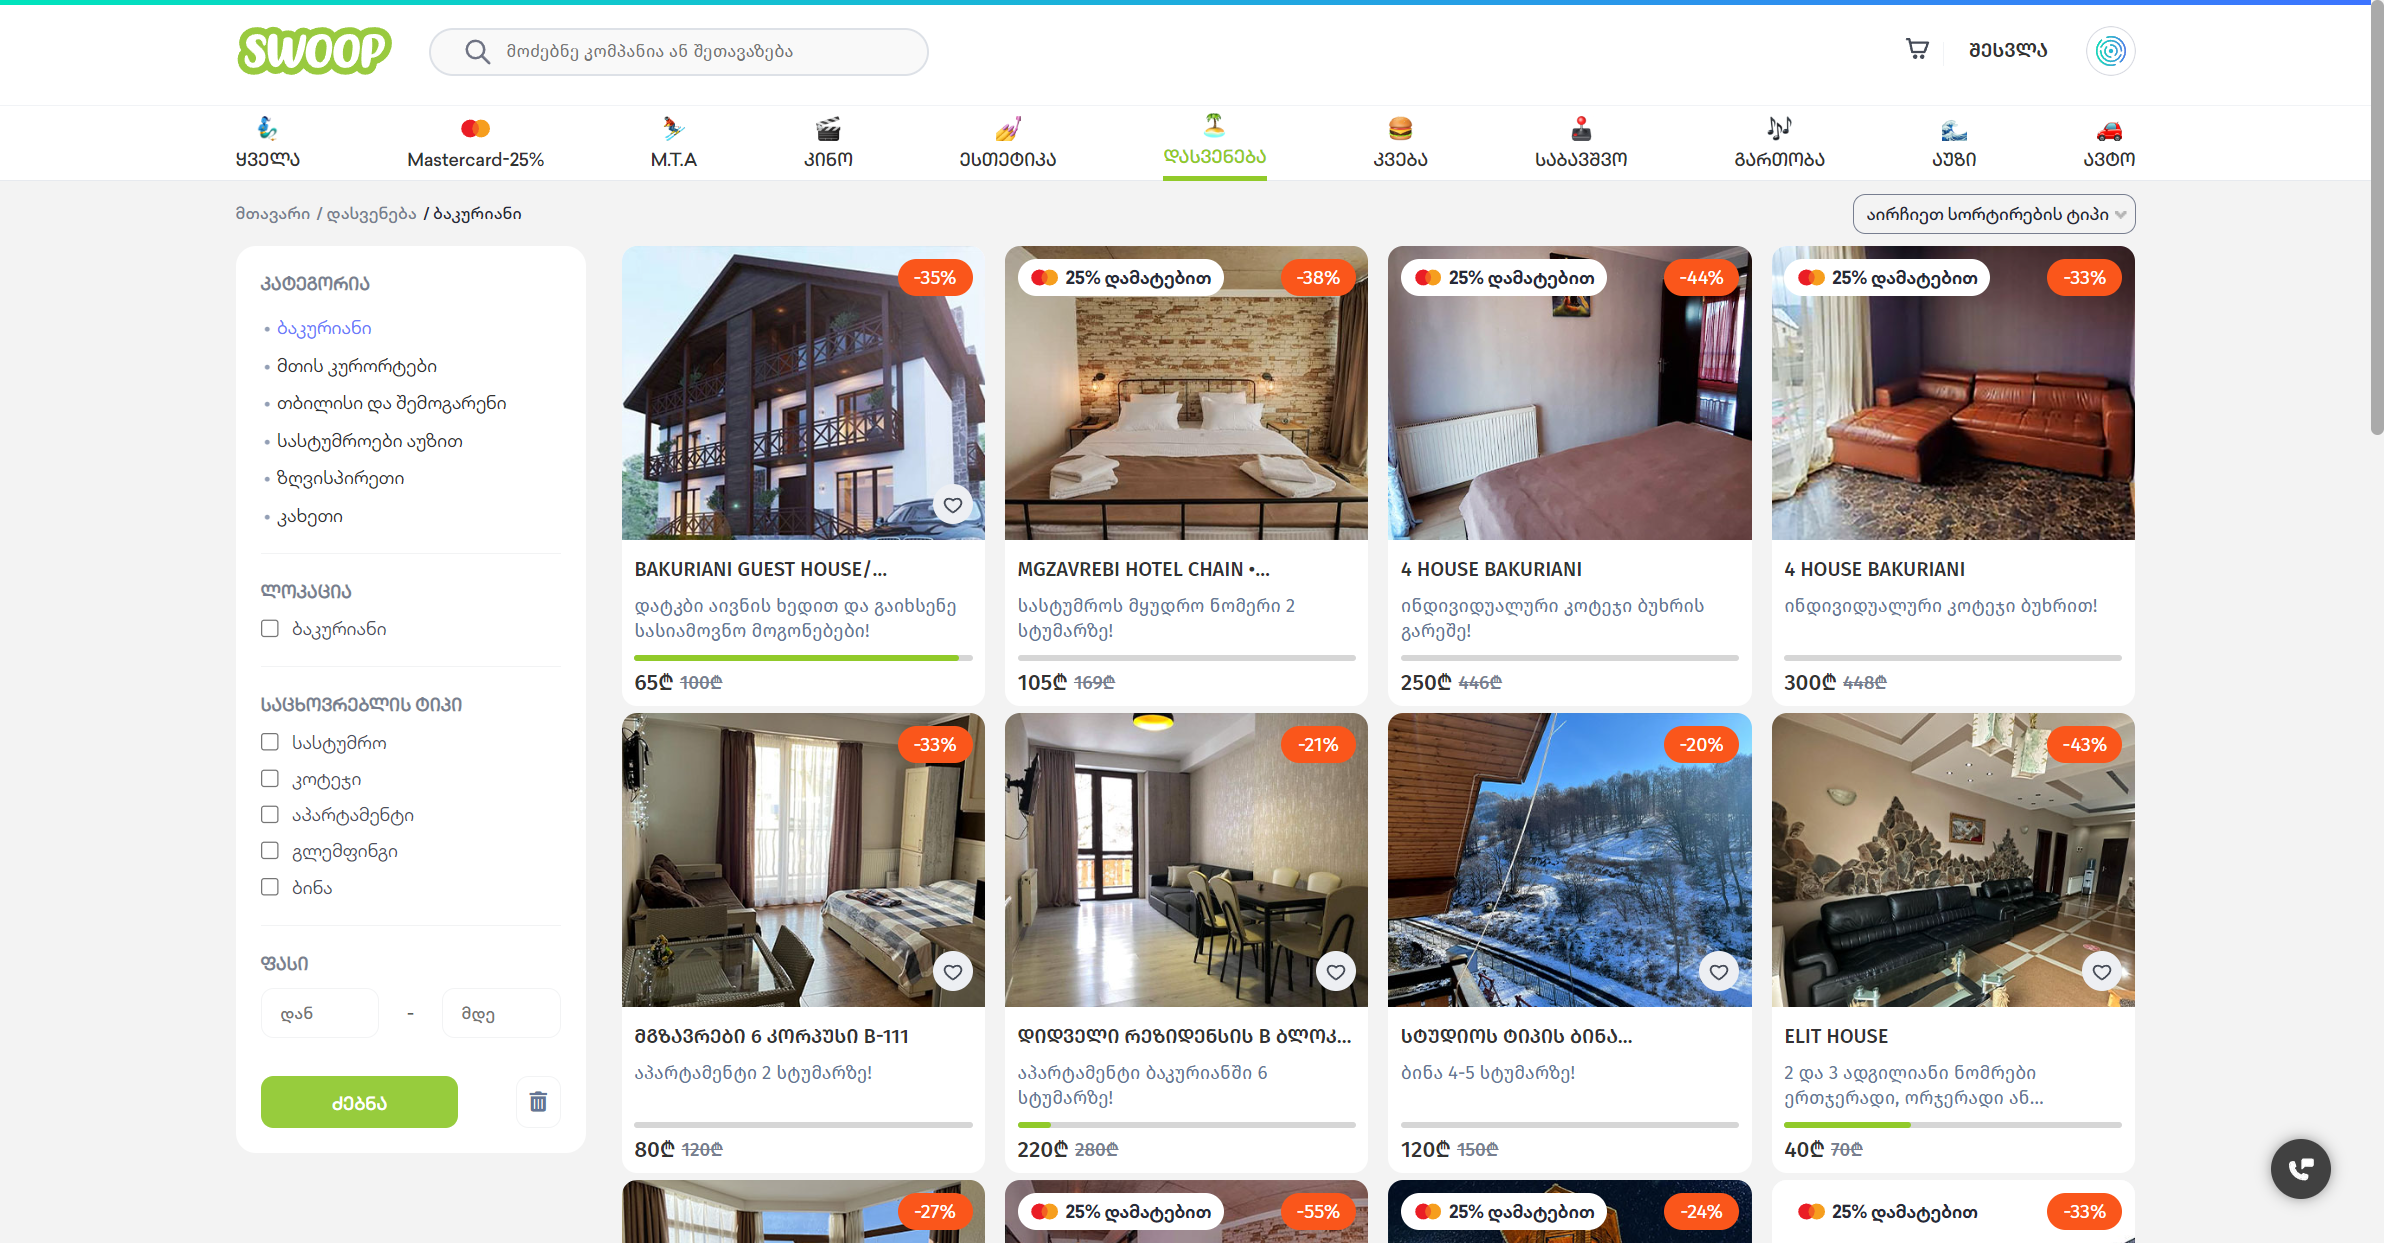 SWOOP
მოძებნე კომპანია ან შეთავაზება
შესვლა
ყველა
Mastercard-25%
M.T.A
კინო
ესთეტიკა
დასვენება
კვება
საბავშვო
გართობა
აუზი
ავტო
მთავარი / დასვენება / ბაკურიანი
აირჩიეთ სორტირების ტიპი
კატეგორია
• ბაკურიანი
• მთის კურორტები
• თბილისი და შემოგარენი
• სასტუმროები აუზით
• ზღვისპირეთი
• კახეთი
ლოკაცია
ბაკურიანი
საცხოვრებლის ტიპი
სასტუმრო
კოტეჯი
აპარტამენტი
გლემფინგი
ბინა
ფასი
დან
-
მდე
ძებნა
-35%
BAKURIANI GUEST HOUSE/...
დატკბი აივნის ხედით და გაიხსენე
სასიამოვნო მოგონებები!
65₾ 100₾
25% დამატებით
-38%
MGZAVREBI HOTEL CHAIN •...
სასტუმროს მყუდრო ნომერი 2
სტუმარზე!
105₾ 169₾
25% დამატებით
-44%
4 HOUSE BAKURIANI
ინდივიდუალური კოტეჯი ბუხრის
გარეშე!
250₾ 446₾
25% დამატებით
-33%
4 HOUSE BAKURIANI
ინდივიდუალური კოტეჯი ბუხრით!
300₾ 448₾
-33%
მგზავრები 6 კორპუსი B-111
აპარტამენტი 2 სტუმარზე!
80₾ 120₾
-21%
დიდველი რეზიდენსის B ბლოკ...
აპარტამენტი ბაკურიანში 6
სტუმარზე!
220₾ 280₾
-20%
სტუდიოს ტიპის ბინა...
ბინა 4-5 სტუმარზე!
120₾ 150₾
-43%
ELIT HOUSE
2 და 3 ადგილიანი ნომრები
ერთჯერადი, ორჯერადი ან...
40₾ 70₾
-27%
25% დამატებით
-55%
25% დამატებით
-24%
25% დამატებით
-33%